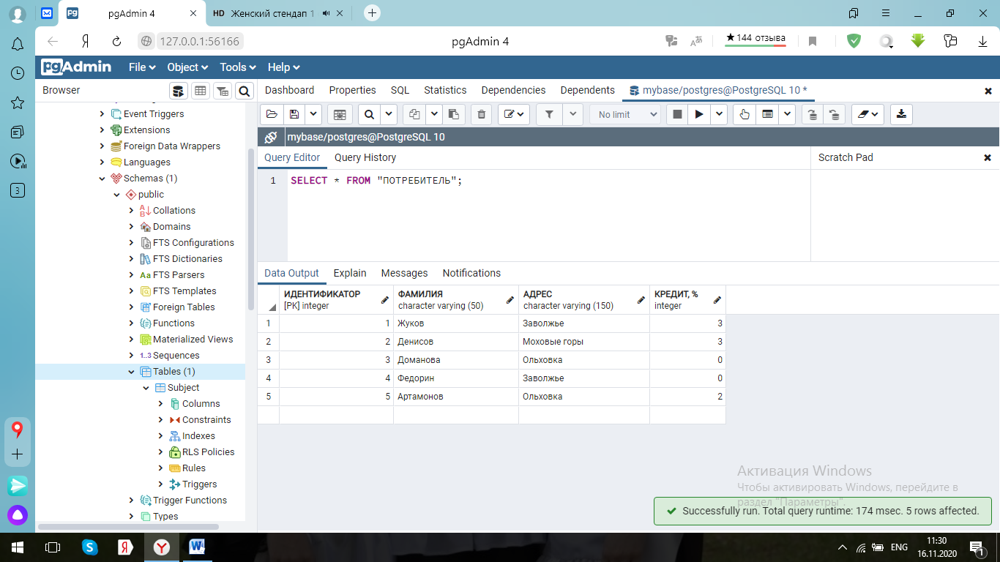 pgAdmin 4
HD Женский стендап 1
127.0.0.1:56166
pgAdmin 4
★144 отзыва
pgAdmin
File
Object
Tools
Help
Browser
Dashboard
Properties
SQL
Statistics
Dependencies
Dependents
mybase/postgres@PostgreSQL 10 *
No limit
mybase/postgres@PostgreSQL 10
Query Editor
Query History
Scratch Pad
1 SELECT * FROM "ПОТРЕБИТЕЛЬ";
Event Triggers
Extensions
Foreign Data Wrappers
Languages
Schemas (1)
public
Collations
Domains
FTS Configurations
FTS Dictionaries
FTS Parsers
FTS Templates
Foreign Tables
Functions
Materialized Views
1..3 Sequences
Tables (1)
Subject
Columns
Constraints
Indexes
RLS Policies
Rules
Triggers
Trigger Functions
Types
3
Data Output
Explain
Messages
Notifications
ИДЕНТИФИКАТОР ФАМИЛИЯ АДРЕС КРЕДИТ, %
[PK] integer character varying (50) character varying (150) integer
1 1 Жуков Заволжье 3
2 2 Денисов Моховые горы 3
3 3 Доманова Ольховка 0
4 4 Федорин Заволжье 0
5 5 Артамонов Ольховка 2
Активация Windows
Чтобы активировать Windows, перейдите в
раздел "Параметры".
Successfully run. Total query runtime: 174 msec. 5 rows affected.
ENG
11:30
16.11.2020
1